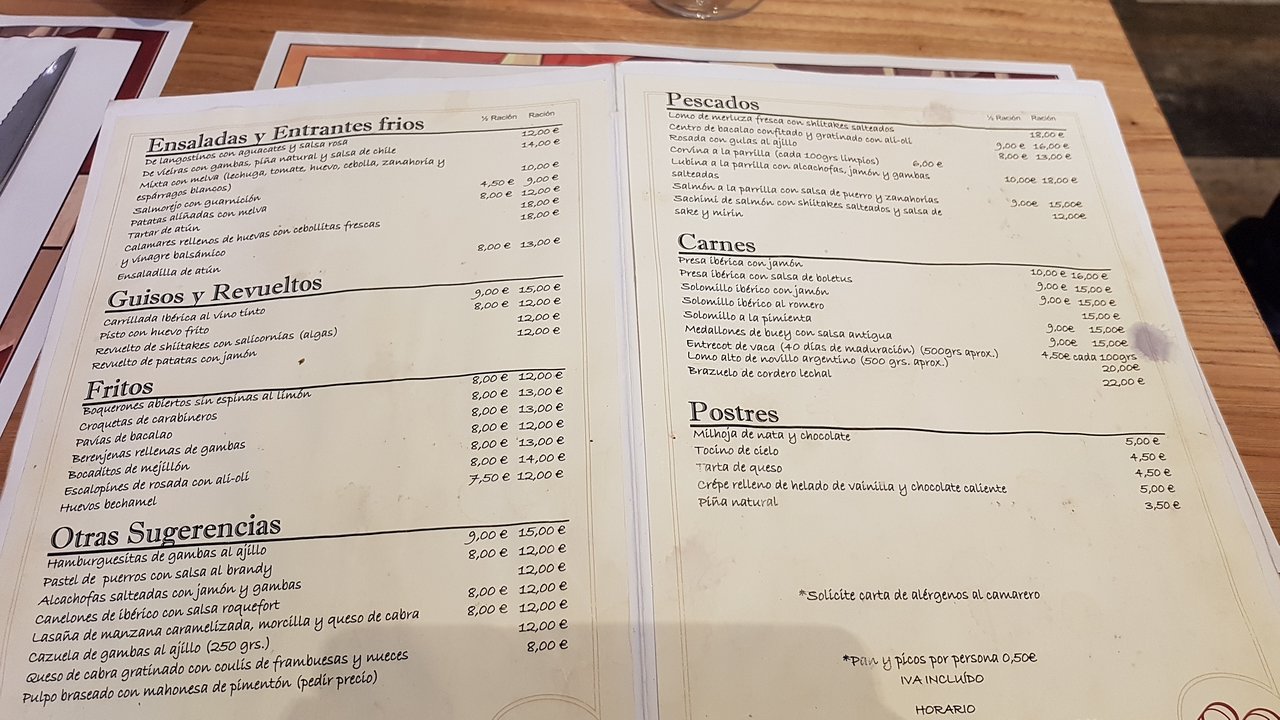 Ensaladas y Entrantes frios ½ Ración Ración
De langostinos con aguacates y salsa rosa 12,00 €
De vieiras con gambas, piña natural y salsa de chile 14,00 €
Mixta con melva (lechuga, tomate, huevo, cebolla, zanahoria y
espárragos blancos) 10,00 €
Salmorejo con guarnición 4,50 € 9,00 €
Patatas aliñadas con melva 8,00 € 12,00 €
Tartar de atún 18,00 €
Calamares rellenos de huevas con cebollitas frescas
y vinagre balsámico 18,00 €
Ensaladilla de atún 8,00 € 13,00 €
Guisos y Revueltos
Carrillada Ibérica al vino tinto 9,00 € 15,00 €
Pisto con huevo frito 8,00 € 12,00 €
Revuelto de shiitakes con salicornias (algas) 12,00 €
Revuelto de patatas con jamón 12,00 €
Fritos
Boquerones abiertos sin espinas al limón 8,00 € 12,00 €
Croquetas de carabineros 8,00 € 13,00 €
Pavías de bacalao 8,00 € 13,00 €
Berenjenas rellenas de gambas 8,00 € 12,00 €
Bocaditos de mejillón 8,00 € 13,00 €
Escalopines de rosada con ali-oli 8,00 € 14,00 €
Huevos bechamel 7,50 € 12,00 €
Otras Sugerencias
Hamburguesitas de gambas al ajillo 9,00 € 15,00 €
Pastel de puerros con salsa al brandy 8,00 € 12,00 €
Alcachofas salteadas con jamón y gambas 12,00 €
Canelones de ibérico con salsa roquefort 8,00 € 12,00 €
Lasaña de manzana caramelizada, morcilla y queso de cabra 8,00 € 12,00 €
Cazuela de gambas al ajillo (250 grs.) 12,00 €
Queso de cabra gratinado con coulis de frambuesas y nueces 8,00 €
Pulpo braseado con mahonesa de pimentón (pedir precio)
Pescados ½ Ración Ración
Lomo de merluza fresca con shiitakes salteados 18,00 €
Centro de bacalao confitado y gratinado con ali-oli 9,00 € 16,00 €
Rosada con gulas al ajillo 8,00 € 13,00 €
Corvina a la parrilla (cada 100grs limpios) 6,00 €
Lubina a la parrilla con alcachofas, jamón y gambas
salteadas 10,00€ 18,00 €
Salmón a la parrilla con salsa de puerro y zanahorias 9,00€ 15,00€
Sachimi de salmón con shiitakes salteados y salsa de
sake y mirin 12,00€
Carnes
Presa ibérica con jamón 10,00 € 16,00 €
Presa ibérica con salsa de boletus 9,00 € 15,00 €
Solomillo ibérico con jamón 9,00 € 15,00 €
Solomillo ibérico al romero 15,00 €
Solomillo a la pimienta 9,00€ 15,00€
Medallones de buey con salsa antigua 9,00€ 15,00€
Entrecot de vaca (40 días de maduración) (500grs aprox.) 4,50€ cada 100grs
Lomo alto de novillo argentino (500 grs. aprox.) 20,00€
Brazuelo de cordero lechal 22,00 €
Postres
Milhoja de nata y chocolate 5,00 €
Tocino de cielo 4,50 €
Tarta de queso 4,50 €
Crépe relleno de helado de vainilla y chocolate caliente 5,00 €
Piña natural 3,50 €
*Solicite carta de alérgenos al camarero
*Pan y picos por persona 0,50€
IVA INCLUÍDO
HORARIO